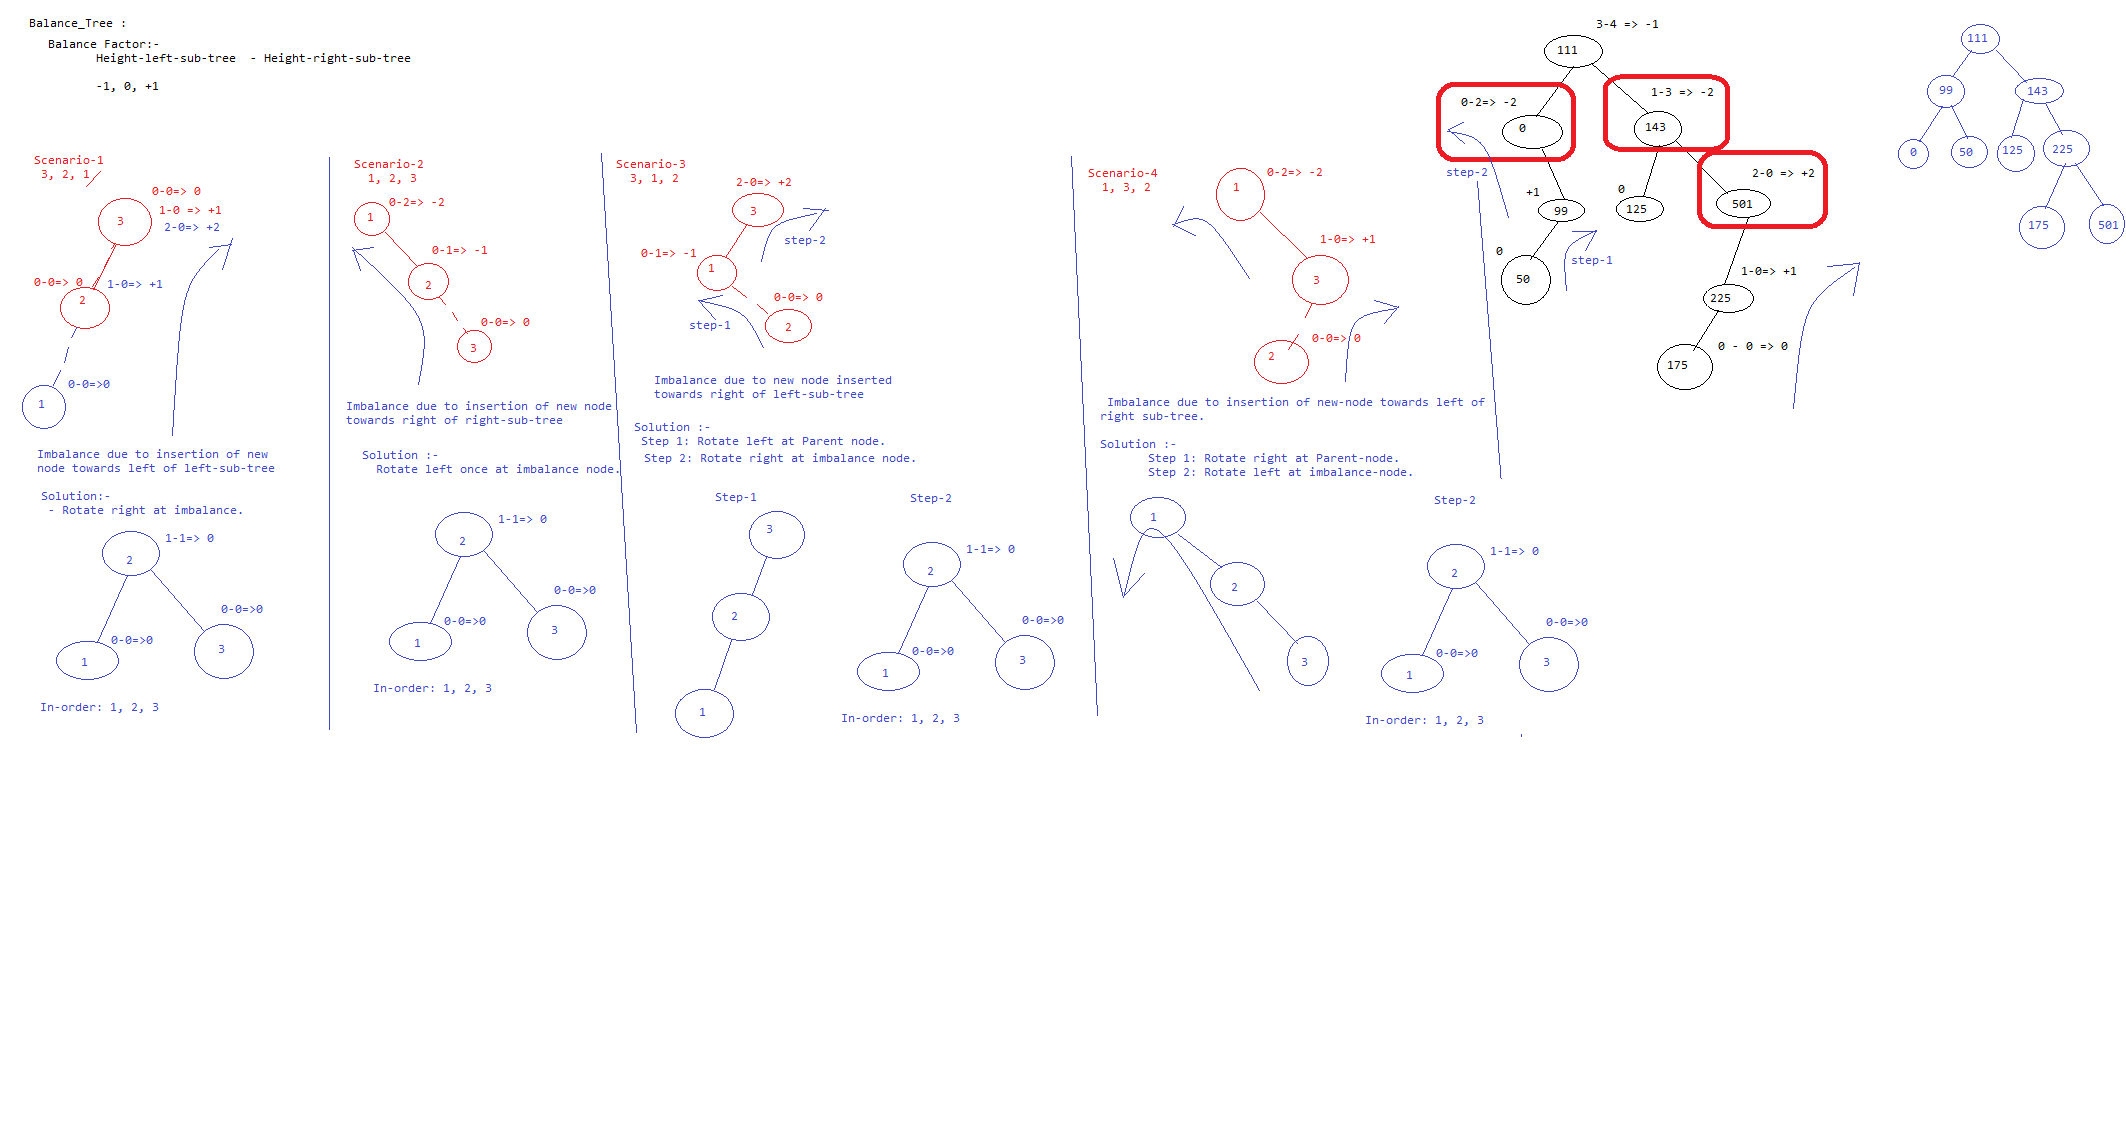 Balance_Tree :
Balance Factor:-
Height-left-sub-tree  - Height-right-sub-tree
-1, 0, +1
Scenario-1
3, 2, 1
0-0=> 0
1-0 => +1
2-0=> +2
3
0-0=> 0
1-0=> +1
2
0-0=>0
1
Imbalance due to insertion of new
node towards left of left-sub-tree
Solution:-
- Rotate right at imbalance.
1-1=> 0
2
0-0=>0
0-0=>0
1
3
In-order: 1, 2, 3
Scenario-2
1, 2, 3
0-2=> -2
1
0-1=> -1
2
0-0=> 0
3
Imbalance due to insertion of new node
towards right of right-sub-tree
Solution :-
Rotate left once at imbalance node.
1-1=> 0
2
0-0=>0
0-0=>0
1
3
In-order: 1, 2, 3
Scenario-3
3, 1, 2
2-0=> +2
3
step-2
0-1=> -1
1
0-0=> 0
step-1
2
Imbalance due to new node inserted
towards right of left-sub-tree
Solution :-
Step 1: Rotate left at Parent node.
Step 2: Rotate right at imbalance node.
Step-1
3
2
1
Step-2
1-1=> 0
2
0-0=>0
0-0=>0
1
3
In-order: 1, 2, 3
Scenario-4
1, 3, 2
0-2=> -2
1
1-0=> +1
3
0-0=> 0
2
Imbalance due to insertion of new-node towards left of
right sub-tree.
Solution :-
Step 1: Rotate right at Parent-node.
Step 2: Rotate left at imbalance-node.
1
2
3
Step-2
1-1=> 0
2
0-0=>0
0-0=>0
1
3
In-order: 1, 2, 3
3-4 => -1
111
0-2=> -2
0
1-3 => -2
143
step-2
2-0 => +2
501
+1
99
0
125
0
50
step-1
1-0=> +1
225
0 - 0 => 0
175
111
99
143
0
50
125
225
175
501